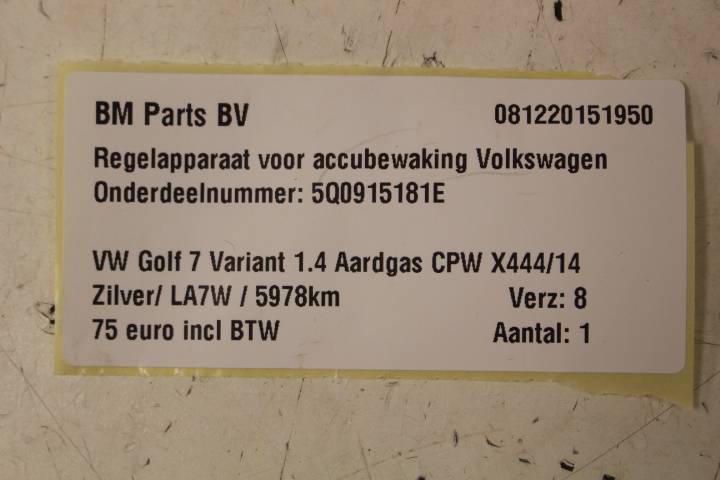 BM Parts BV 081220151950
Regelapparaat voor accubewaking Volkswagen
Onderdeelnummer: 5Q0915181E
VW Golf 7 Variant 1.4 Aardgas CPW X444/14
Zilver/ LA7W / 5978km Verz: 8
75 euro incl BTW Aantal: 1